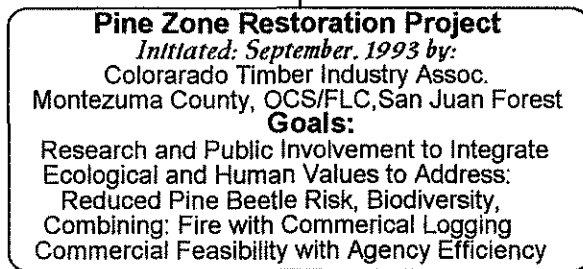 Pine Zone Restoration Project
Initiated: September, 1993 by:
Colorarado Timber Industry Assoc.
Montezuma County, OCS/FLC,San Juan Forest
Goals:
Research and Public Involvement to Integrate
Ecological and Human Values to Address:
Reduced Pine Beetle Risk, Biodiversity,
Combining: Fire with Commerical Logging
Commercial Feasibility with Agency Efficiency